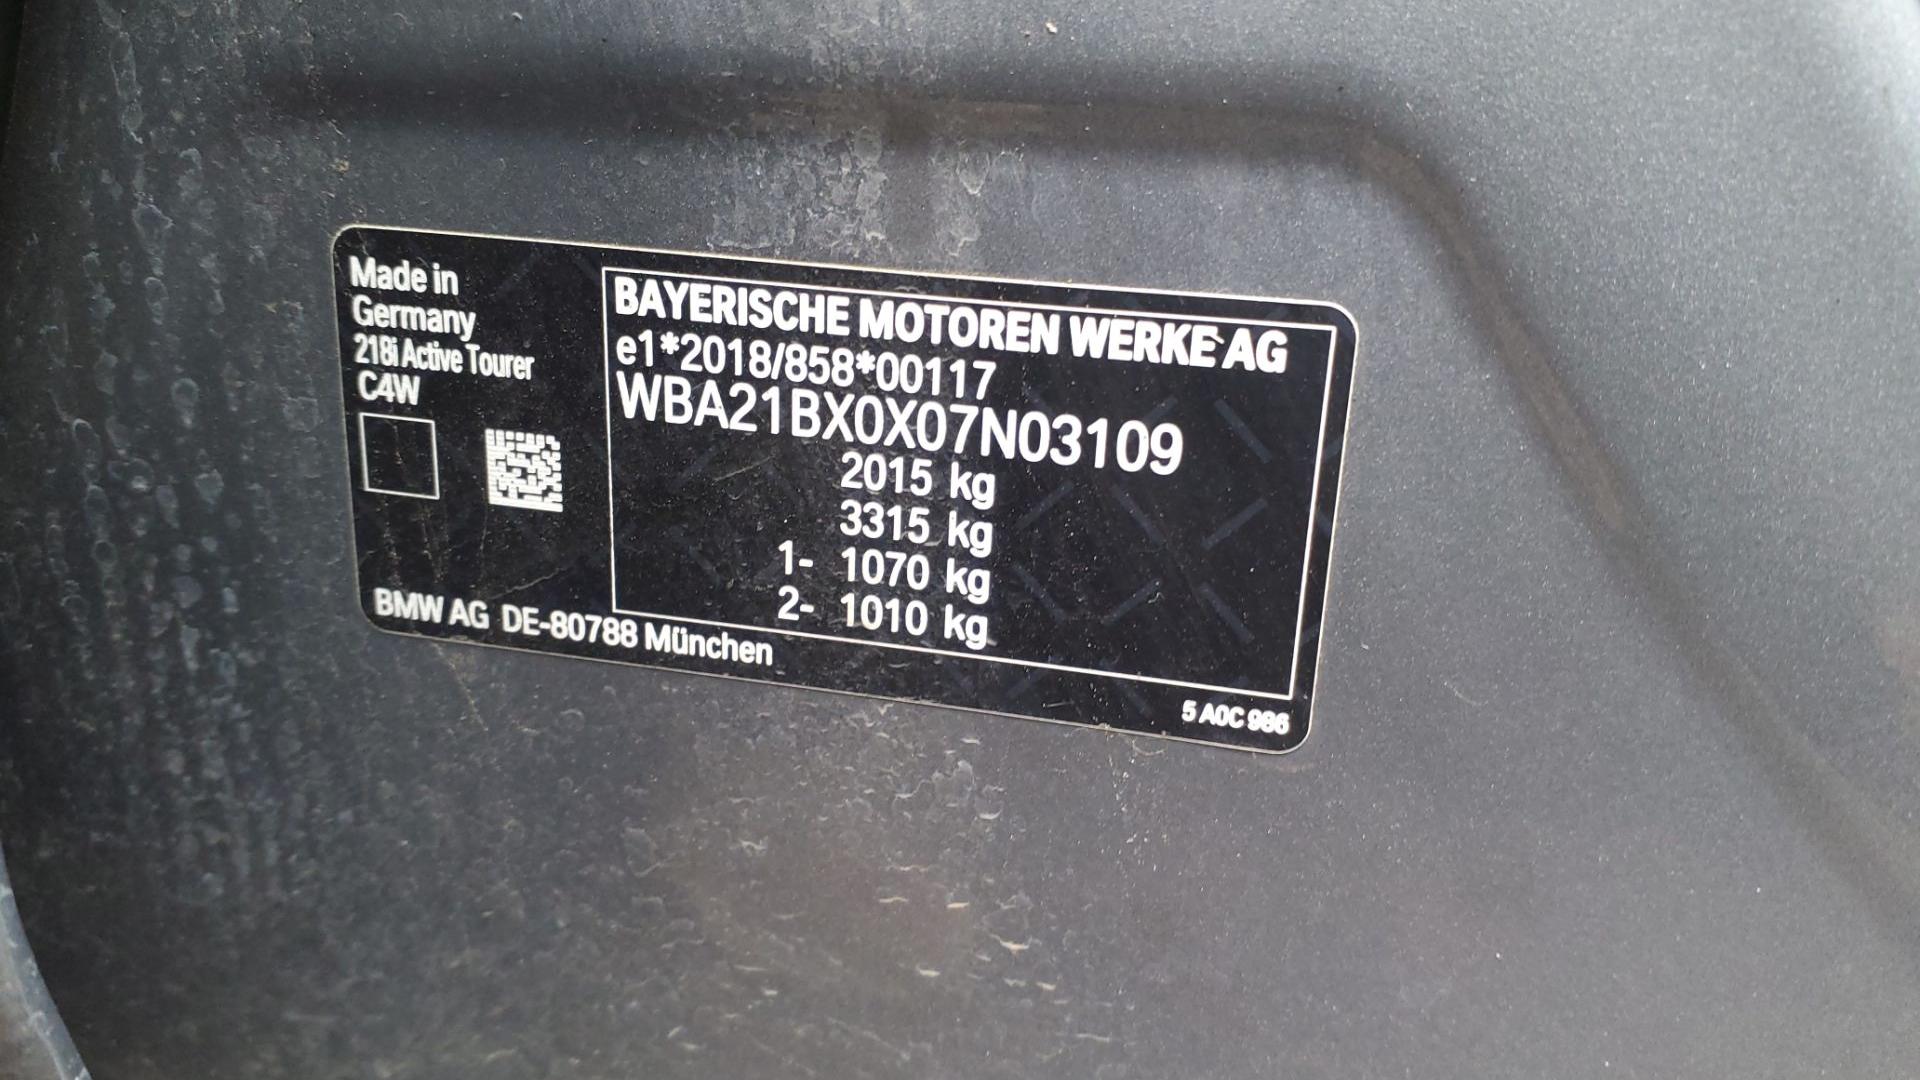 Made in
Germany
218i Active Tourer
C4W
BAYERISCHE MOTOREN WERKE AG
e1*2018/858*00117
WBA21BX0X07N03109
2015 kg
3315 kg
1- 1070 kg
2- 1010 kg
BMW AG DE-80788 München
5 A0C 986